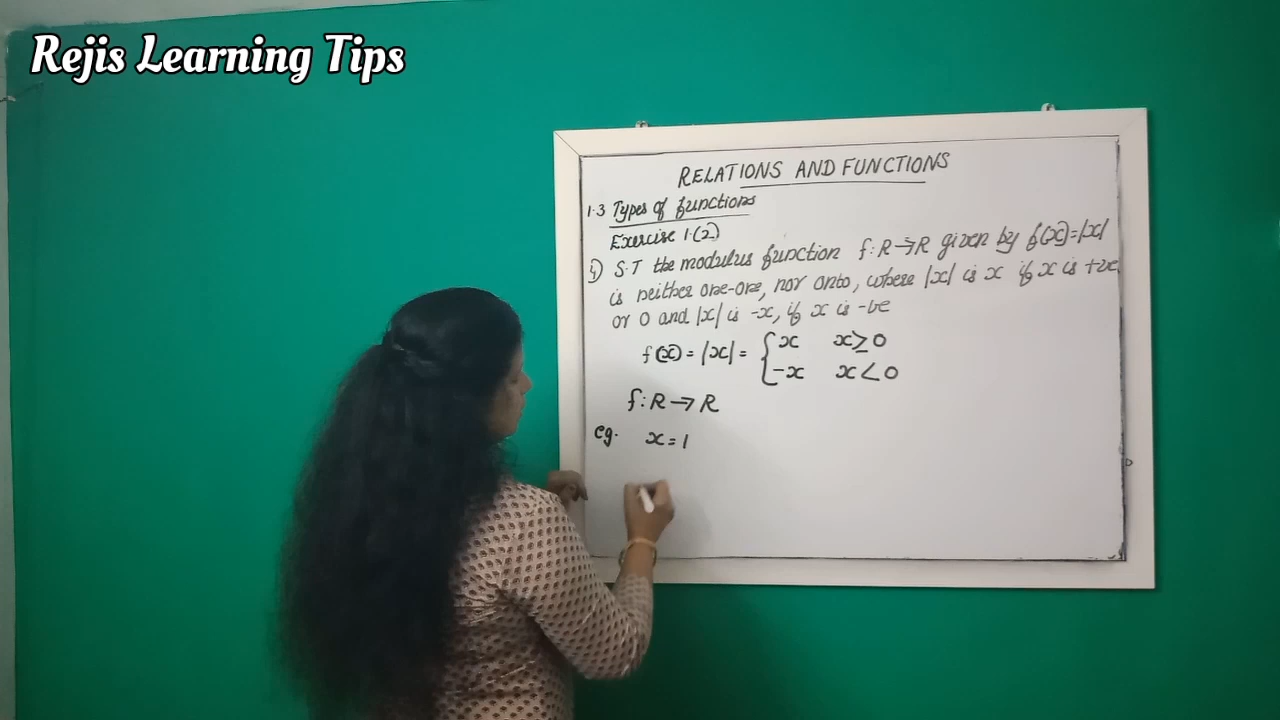 Rejis Learning Tips
RELATIONS AND FUNCTIONS
1.3 Types of functions
Exercise 1.(2)
4) S.T the modulus function f:R→R given by f(x)=|x|
is neither one-one, nor onto, where |x| is x if x is +ve
or 0 and |x| is -x, if x is -ve
f(x) = |x| = { x x≥0
-x x<0
f:R→R
eg. x=1